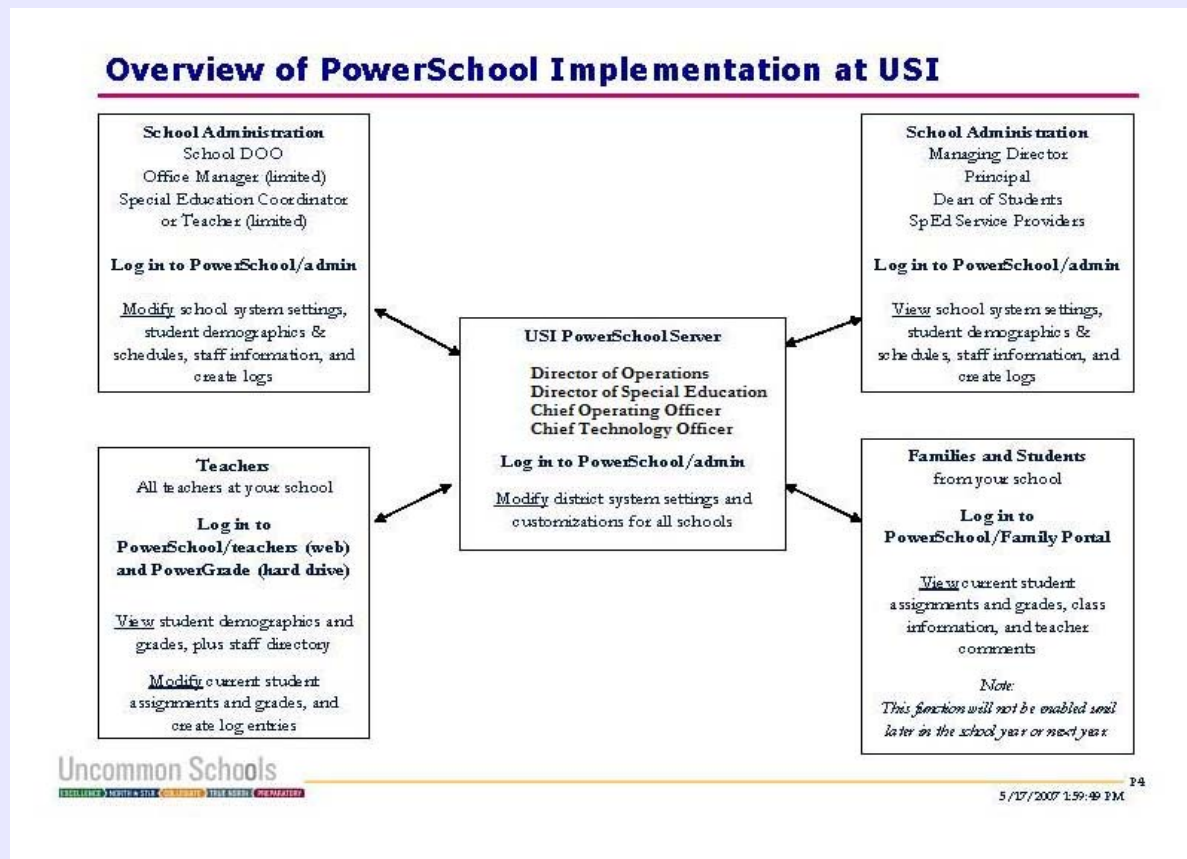 Overview of PowerSchool Implementation at USI
School Administration
School DOO
Office Manager (limited)
Special Education Coordinator
or Teacher (limited)
Log in to PowerSchool/admin
Modify school system settings,
student demographics &
schedules, staff information, and
create logs
School Administration
Managing Director
Principal
Dean of Students
SpEd Service Providers
Log in to PowerSchool/admin
View school system settings,
student demographics &
schedules, staff information, and
create logs
USI PowerSchool Server
Director of Operations
Director of Special Education
Chief Operating Officer
Chief Technology Officer
Log in to PowerSchool/admin
Modify district system settings and
customizations for all schools
Teachers
All teachers at your school
Log in to
PowerSchool/teachers (web)
and PowerGrade (hard drive)
View student demographics and
grades, plus staff directory
Modify current student
assignments and grades, and
create log entries
Families and Students
from your school
Log in to
PowerSchool/Family Portal
View current student
assignments and grades, class
information, and teacher
comments
Note:
This function will not be enabled until
later in the school year or next year
Uncommon Schools
EXCELLENCE NORTH STAR COLLEGIATE TRUE NORTH PREPARATORY
P4
5/17/2007 1:59:49 PM